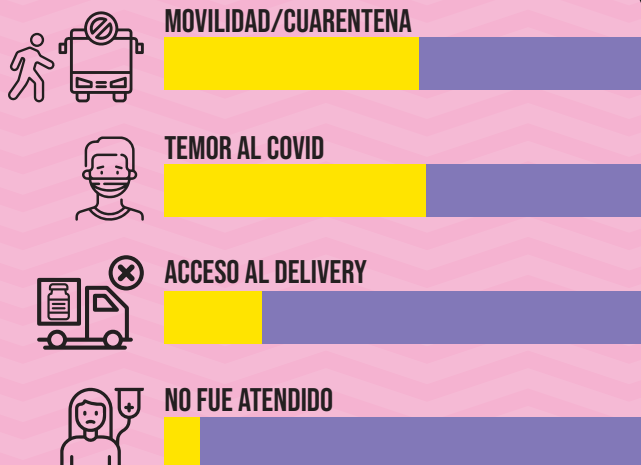 MOVILIDAD/CUARENTENA
TEMOR AL COVID
ACCESO AL DELIVERY
NO FUE ATENDIDO